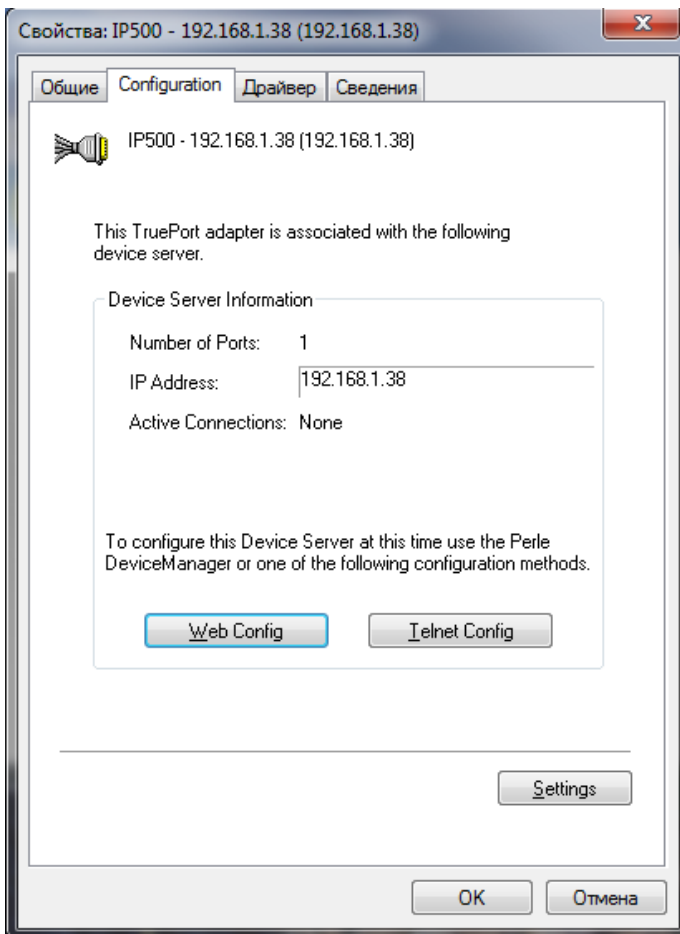 Свойства: IP500 - 192.168.1.38 (192.168.1.38)
Общие Configuration Драйвер Сведения
IP500 - 192.168.1.38 (192.168.1.38)
This TruePort adapter is associated with the following
device server.
Device Server Information
Number of Ports: 1
IP Address: 192.168.1.38
Active Connections: None
To configure this Device Server at this time use the Perle
DeviceManager or one of the following configuration methods.
Web Config Telnet Config
Settings
OK Отмена